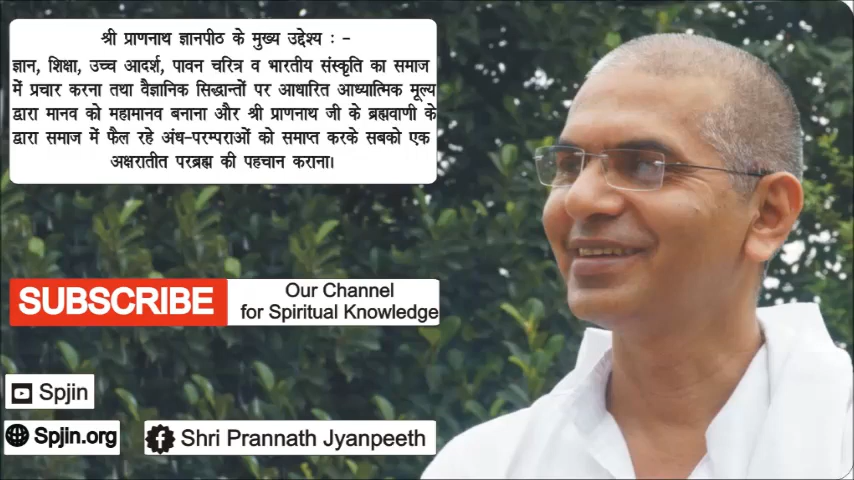 श्री प्राणनाथ ज्ञानपीठ के मुख्य उद्देश्य : -
ज्ञान, शिक्षा, उच्च आदर्श, पावन चरित्र व भारतीय संस्कृति का समाज
में प्रचार करना तथा वैज्ञानिक सिद्धान्तों पर आधारित आध्यात्मिक मूल्य
द्वारा मानव को महामानव बनाना और श्री प्राणनाथ जी के ब्रह्मवाणी के
द्वारा समाज में फैल रहे अंध-परम्पराओं को समाप्त करके सबको एक
अक्षरातीत परब्रह्म की पहचान कराना।
SUBSCRIBE
Our Channel
for Spiritual Knowledge
Spjin
Spjin.org
Shri Prannath Jyanpeeth